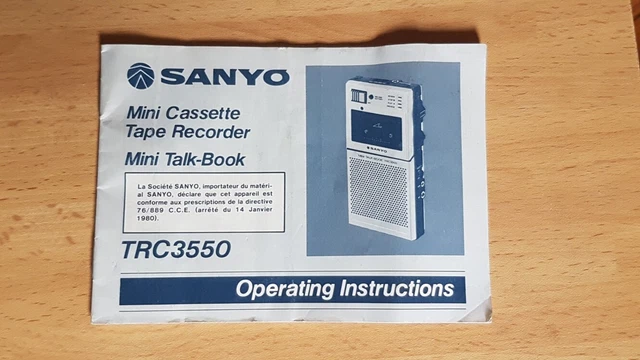 SANYO
Mini Cassette
Tape Recorder
Mini Talk-Book
La Société SANYO, importateur du matéri-
al SANYO, déclare que cet appareil est
conforme aux prescriptions de la directive
76/889 C.C.E. (arrêté du 14 Janvier
1980).
TRC3550
Operating Instructions
SANYO